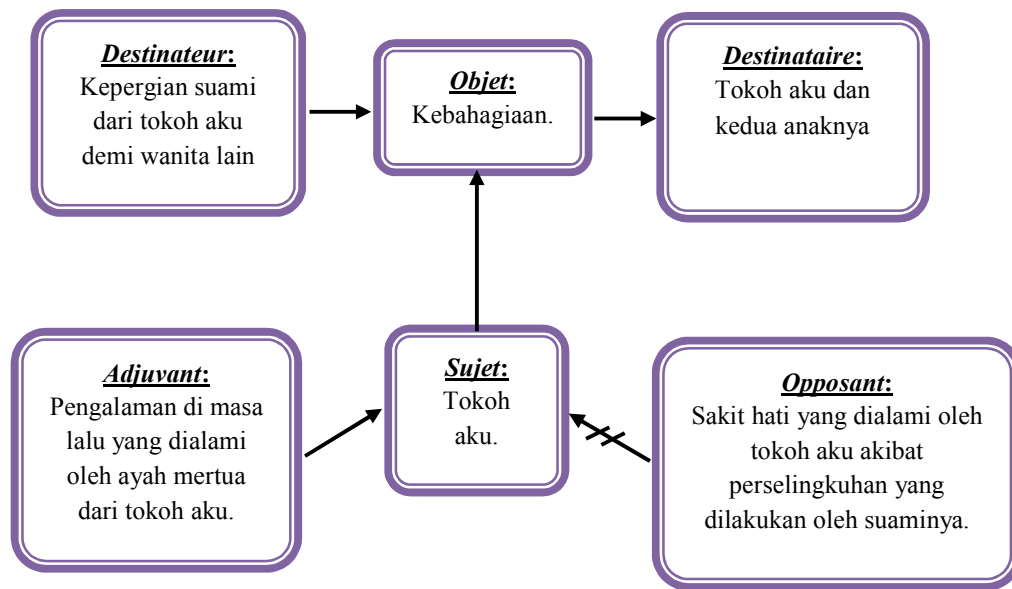 Destinateur:
Kepergian suami
dari tokoh aku
demi wanita lain
Objet:
Kebahagiaan.
Destinataire:
Tokoh aku dan
kedua anaknya
Adjuvant:
Pengalaman di masa
lalu yang dialami
oleh ayah mertua
dari tokoh aku.
Sujet:
Tokoh
aku.
Opposant:
Sakit hati yang dialami oleh
tokoh aku akibat
perselingkuhan yang
dilakukan oleh suaminya.